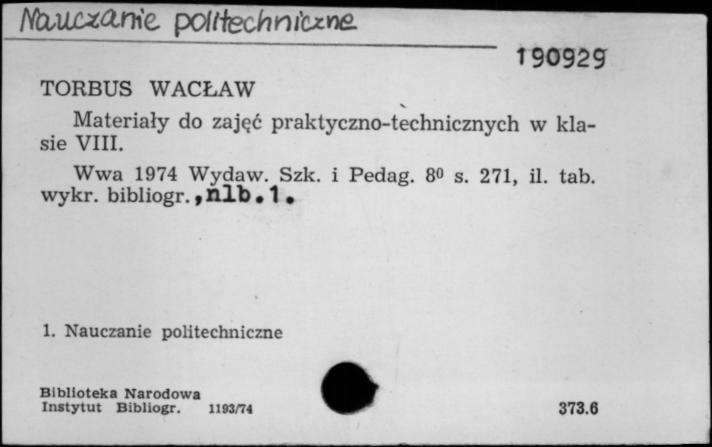 Nauczanie politechniczne
190929
TORBUS WACŁAW
Materiały do zajęć praktyczno-technicznych w kla-
sie VIII.
Wwa 1974 Wydaw. Szk. i Pedag. 8⁰ s. 271, il. tab.
wykr. bibliogr.,nlb.1.
1. Nauczanie politechniczne
Biblioteka Narodowa
Instytut Bibliogr. 1193/74
373.6